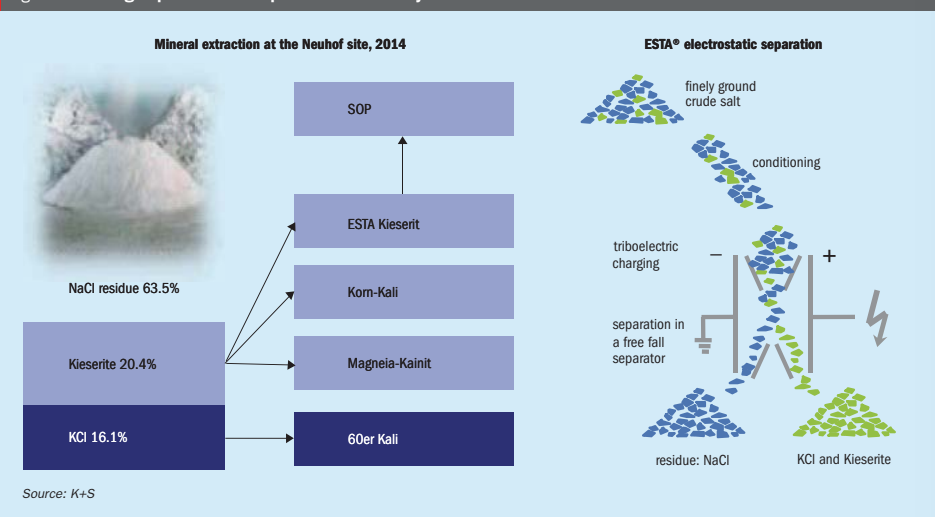 Mineral extraction at the Neuhof site, 2014
SOP
ESTA Kieserit
Korn-Kali
Magneia-Kainit
60er Kali
NaCl residue 63.5%
Kieserite 20.4%
KCl 16.1%
Source: K+S
ESTA® electrostatic separation
finely ground
crude salt
conditioning
triboelectric
charging
−
+
separation in
a free fall
separator
residue: NaCl
KCl and Kieserite